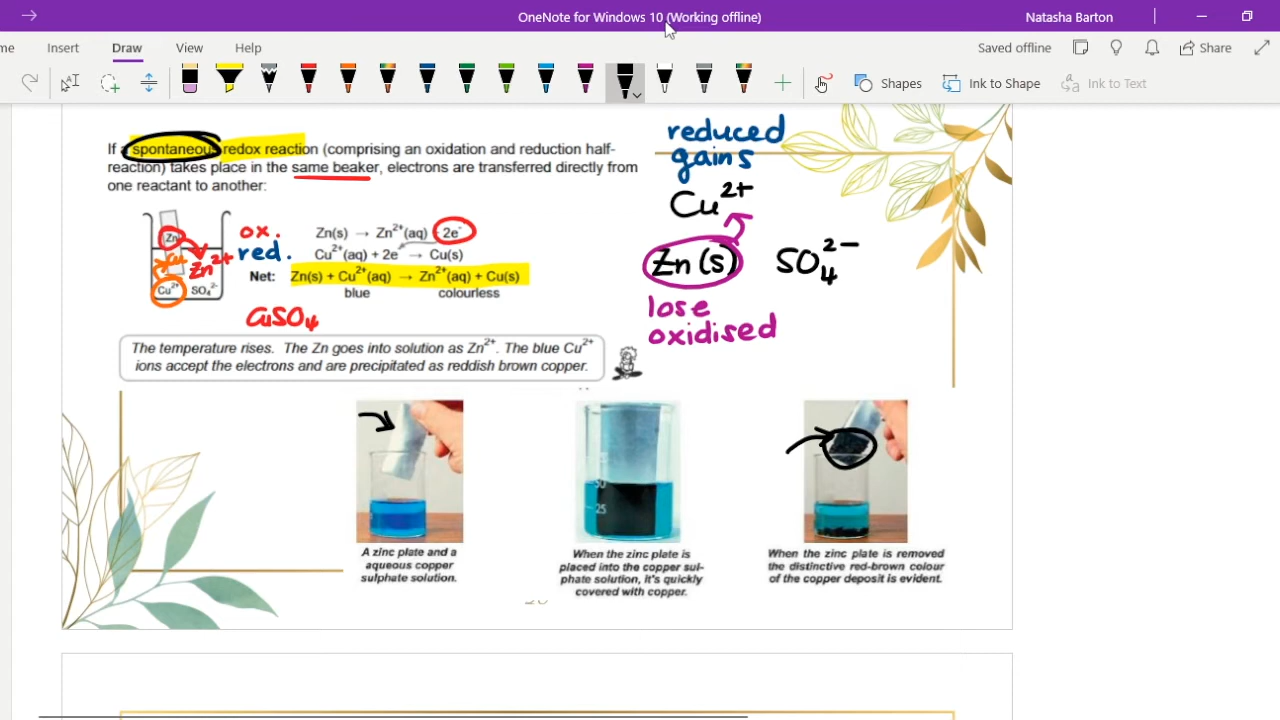 OneNote for Windows 10 (Working offline)
Natasha Barton
me Insert Draw View Help
Saved offline
Share
Shapes
Ink to Shape
Ink to Text
If a spontaneous redox reaction (comprising an oxidation and reduction half-
reaction) takes place in the same beaker, electrons are transferred directly from
one reactant to another:
ox. Zn(s) → Zn²⁺(aq) + 2e⁻
red. Cu²⁺(aq) + 2e⁻ → Cu(s)
Net: Zn(s) + Cu²⁺(aq) → Zn²⁺(aq) + Cu(s)
blue colourless
Zn
Zn²⁺
Cu²⁺ SO₄²⁻
CuSO₄
The temperature rises. The Zn goes into solution as Zn²⁺. The blue Cu²⁺
ions accept the electrons and are precipitated as reddish brown copper.
reduced
gains
Cu²⁺
Zn(s) SO₄²⁻
lose
oxidised
50
25
A zinc plate and a
aqueous copper
sulphate solution.
When the zinc plate is
placed into the copper sul-
phate solution, it's quickly
covered with copper.
When the zinc plate is removed
the distinctive red-brown colour
of the copper deposit is evident.